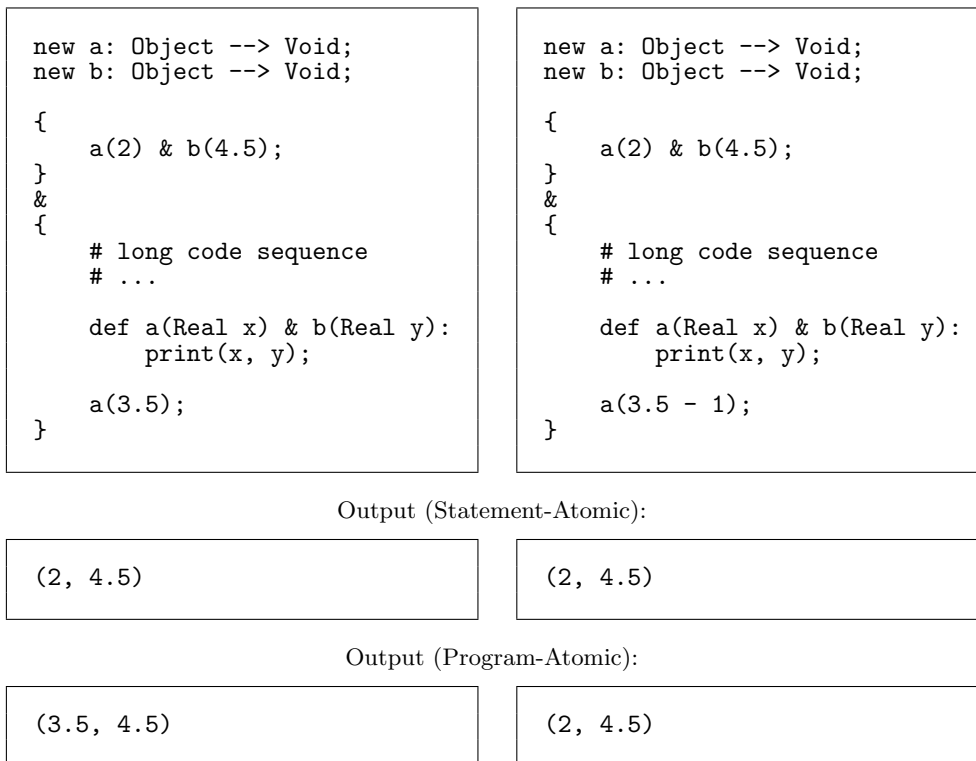 new a: Object --> Void;
new b: Object --> Void;
{
a(2) & b(4.5);
}
&
{
# long code sequence
# ...
def a(Real x) & b(Real y):
print(x, y);
a(3.5);
}
new a: Object --> Void;
new b: Object --> Void;
{
a(2) & b(4.5);
}
&
{
# long code sequence
# ...
def a(Real x) & b(Real y):
print(x, y);
a(3.5 - 1);
}
Output (Statement-Atomic):
(2, 4.5)
(2, 4.5)
Output (Program-Atomic):
(3.5, 4.5)
(2, 4.5)